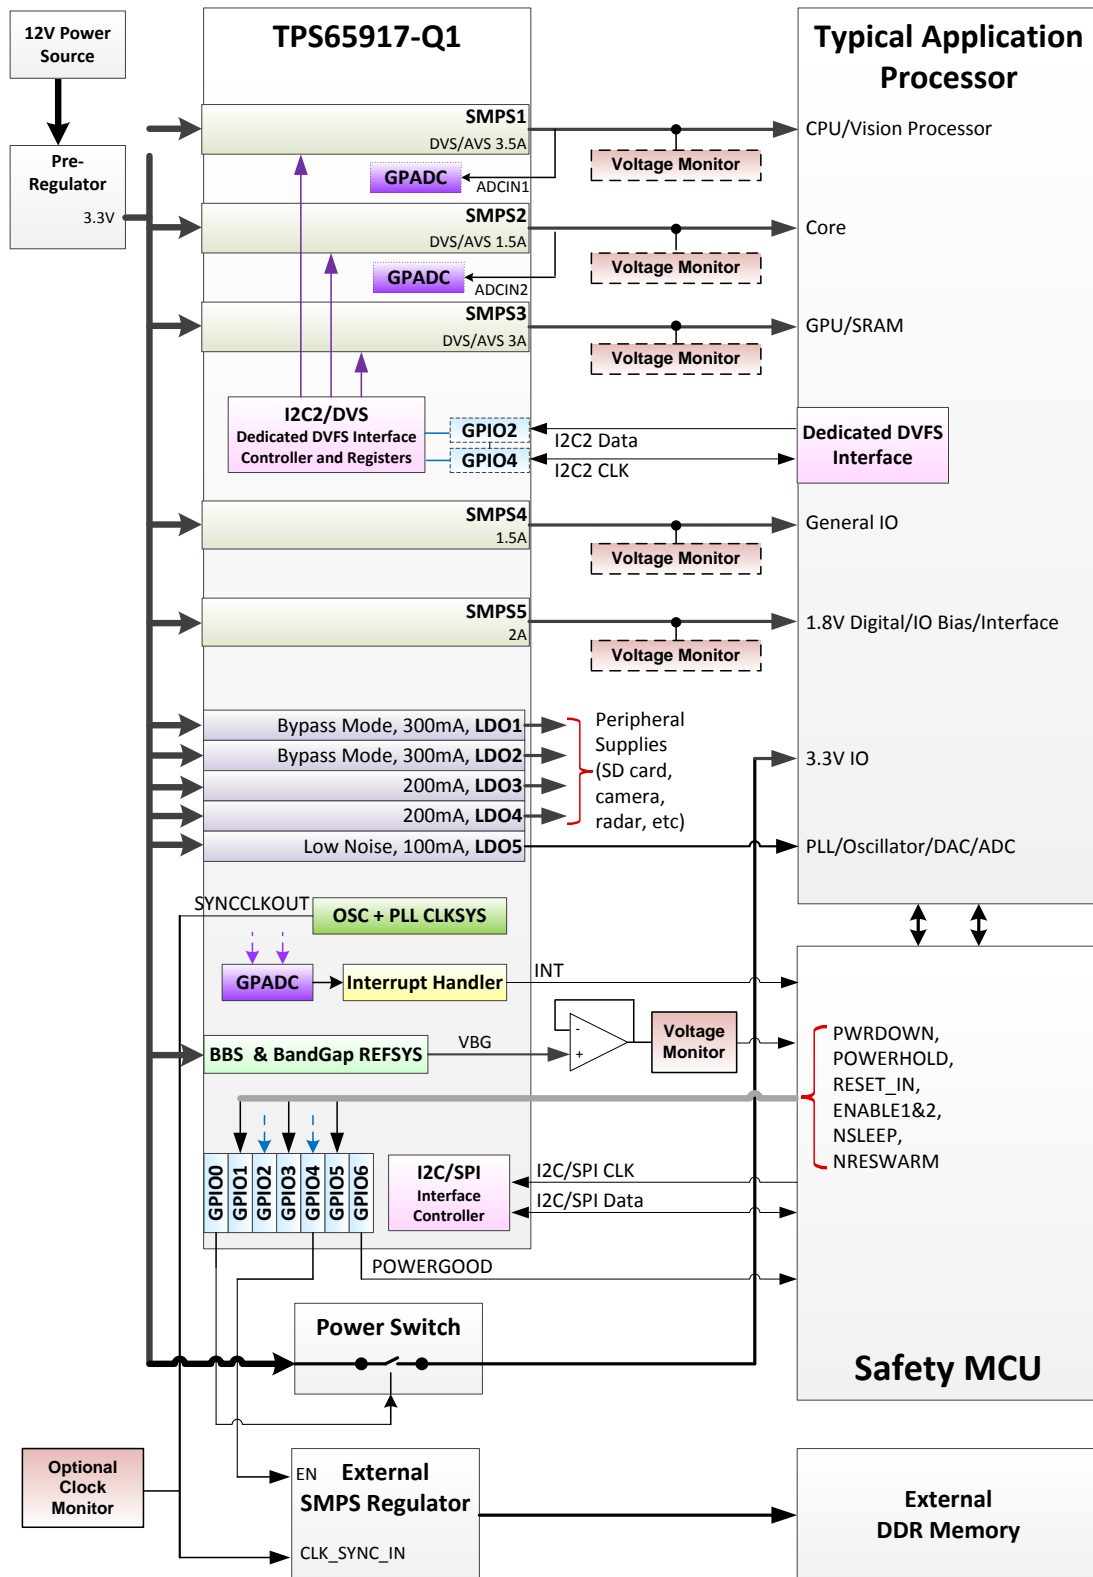 12V Power
Source
TPS65917-Q1
Typical Application
Processor
Pre-
Regulator
3.3V
SMPS1
DVS/AVS 3.5A
CPU/Vision Processor
Voltage Monitor
GPADC
ADCIN1
SMPS2
DVS/AVS 1.5A
Core
Voltage Monitor
GPADC
ADCIN2
SMPS3
DVS/AVS 3A
GPU/SRAM
Voltage Monitor
I2C2/DVS
Dedicated DVFS Interface
Controller and Registers
GPIO2
GPIO4
I2C2 Data
I2C2 CLK
Dedicated DVFS
Interface
SMPS4
1.5A
General IO
Voltage Monitor
SMPS5
2A
1.8V Digital/IO Bias/Interface
Voltage Monitor
Bypass Mode, 300mA, LDO1
Bypass Mode, 300mA, LDO2
200mA, LDO3
200mA, LDO4
Low Noise, 100mA, LDO5
Peripheral
Supplies
(SD card,
camera,
radar, etc)
3.3V IO
PLL/Oscillator/DAC/ADC
SYNCCLKOUT
OSC + PLL CLKSYS
GPADC
Interrupt Handler
INT
BBS & BandGap REFSYS
VBG
-
+
Voltage
Monitor
PWRDOWN,
POWERHOLD,
RESET_IN,
ENABLE1&2,
NSLEEP,
NRESWARM
GPIO0
GPIO1
GPIO2
GPIO3
GPIO4
GPIO5
GPIO6
I2C/SPI
Interface
Controller
I2C/SPI CLK
I2C/SPI Data
POWERGOOD
Power Switch
Safety MCU
Optional
Clock
Monitor
EN
External
SMPS Regulator
CLK_SYNC_IN
External
DDR Memory